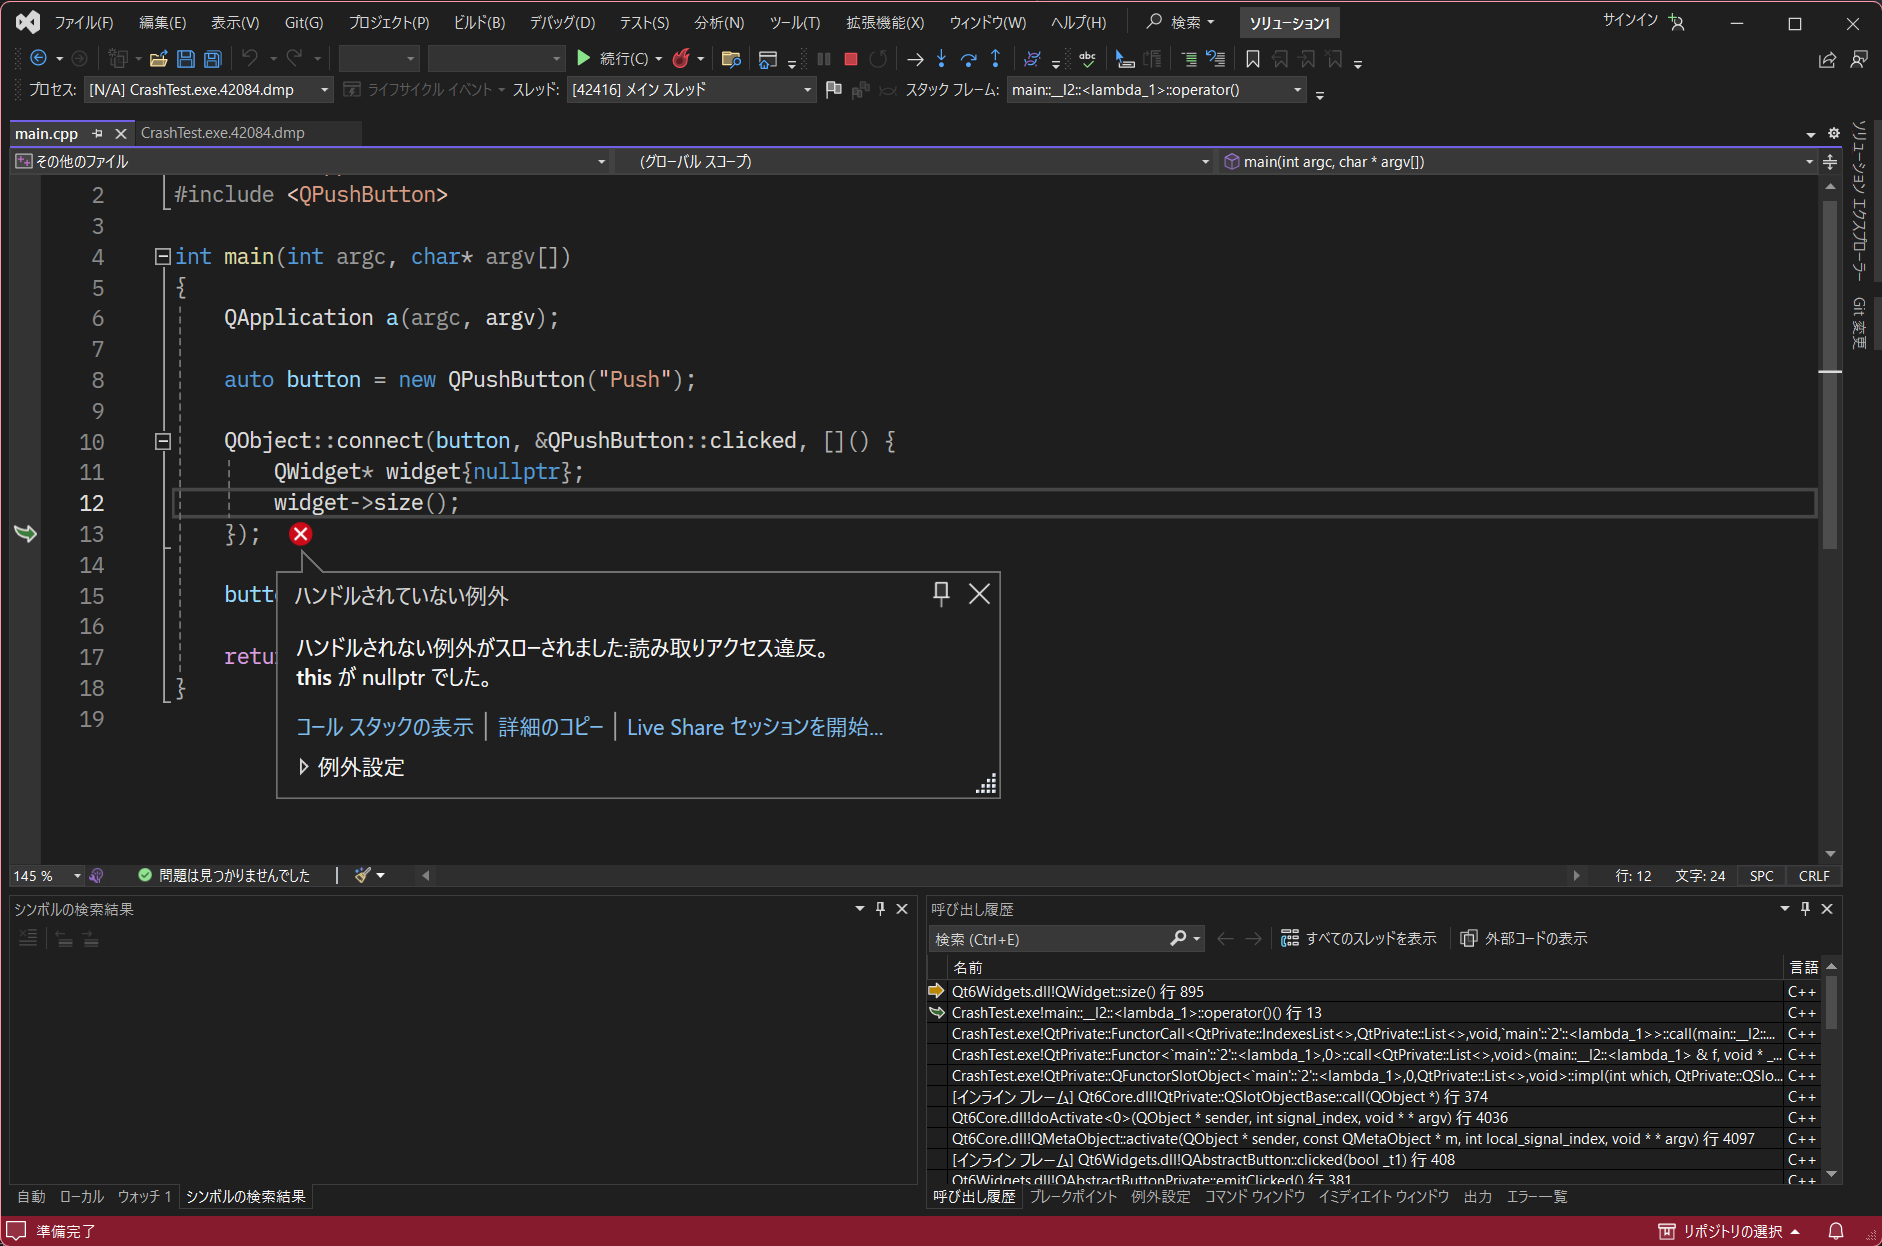 ファイル(F) 編集(E) 表示(V) Git(G) プロジェクト(P) ビルド(B) デバッグ(D) テスト(S) 分析(N) ツール(T) 拡張機能(X) ウィンドウ(W) ヘルプ(H) 検索 ソリューション1 サインイン
続行(C)
プロセス: [N/A] CrashTest.exe.42084.dmp ライフサイクル イベント スレッド: [42416] メイン スレッド スタック フレーム: main::__l2::<lambda_1>::operator()
main.cpp CrashTest.exe.42084.dmp
その他のファイル (グローバル スコープ) main(int argc, char * argv[])
2 #include <QPushButton>
3
4 int main(int argc, char* argv[])
5 {
6 QApplication a(argc, argv);
7
8 auto button = new QPushButton("Push");
9
10 QObject::connect(button, &QPushButton::clicked, []() {
11 QWidget* widget{nullptr};
12 widget->size();
13 });
14
15 butt
16
17 retu
18 }
19
ハンドルされていない例外
ハンドルされない例外がスローされました:読み取りアクセス違反。
this が nullptr でした。
コール スタックの表示 | 詳細のコピー | Live Share セッションを開始...
例外設定
ソリューション エクスプローラー
Git 変更
145 % 問題は見つかりませんでした 行: 12 文字: 24 SPC CRLF
シンボルの検索結果
自動 ローカル ウォッチ 1 シンボルの検索結果
呼び出し履歴
検索 (Ctrl+E) すべてのスレッドを表示 外部コードの表示
名前 言語
Qt6Widgets.dll!QWidget::size() 行 895 C++
CrashTest.exe!main::__l2::<lambda_1>::operator()() 行 13 C++
CrashTest.exe!QtPrivate::FunctorCall<QtPrivate::IndexesList<>,QtPrivate::List<>,void,`main'::`2'::<lambda_1>>::call(main::__l2::... C++
CrashTest.exe!QtPrivate::Functor<`main'::`2'::<lambda_1>,0>::call<QtPrivate::List<>,void>(main::__l2::<lambda_1> & f, void * _... C++
CrashTest.exe!QtPrivate::QFunctorSlotObject<`main'::`2'::<lambda_1>,0,QtPrivate::List<>,void>::impl(int which, QtPrivate::QSlo... C++
[インライン フレーム] Qt6Core.dll!QtPrivate::QSlotObjectBase::call(QObject *) 行 374 C++
Qt6Core.dll!doActivate<0>(QObject * sender, int signal_index, void * * argv) 行 4036 C++
Qt6Core.dll!QMetaObject::activate(QObject * sender, const QMetaObject * m, int local_signal_index, void * * argv) 行 4097 C++
[インライン フレーム] Qt6Widgets.dll!QAbstractButton::clicked(bool _t1) 行 408 C++
Qt6Widgets.dll!QAbstractButtonPrivate::emitClicked() 行 381 C++
呼び出し履歴 ブレークポイント 例外設定 コマンド ウィンドウ イミディエイト ウィンドウ 出力 エラー一覧
準備完了 リポジトリの選択